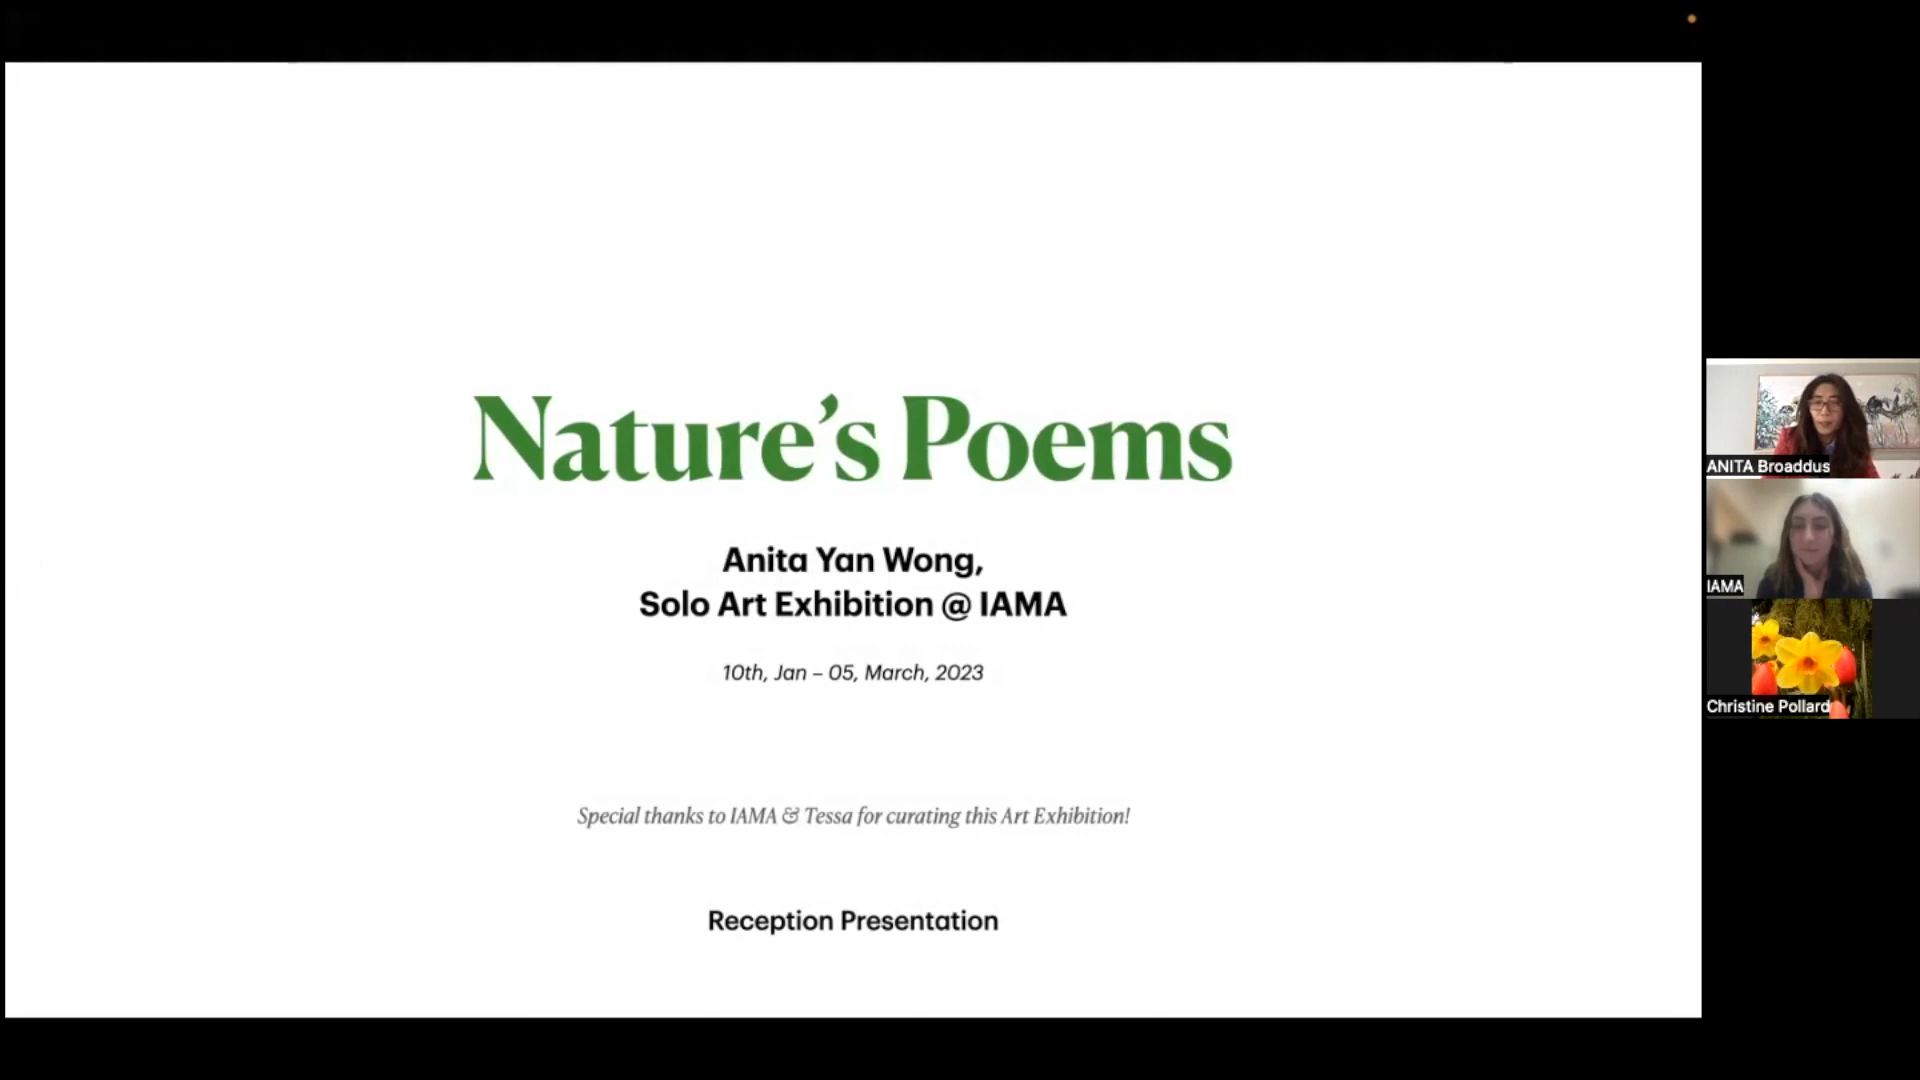 Nature’s Poems
Anita Yan Wong,
Solo Art Exhibition @ IAMA
10th, Jan – 05, March, 2023
Special thanks to IAMA & Tessa for curating this Art Exhibition!
Reception Presentation
ANITA Broaddus
IAMA
Christine Pollard